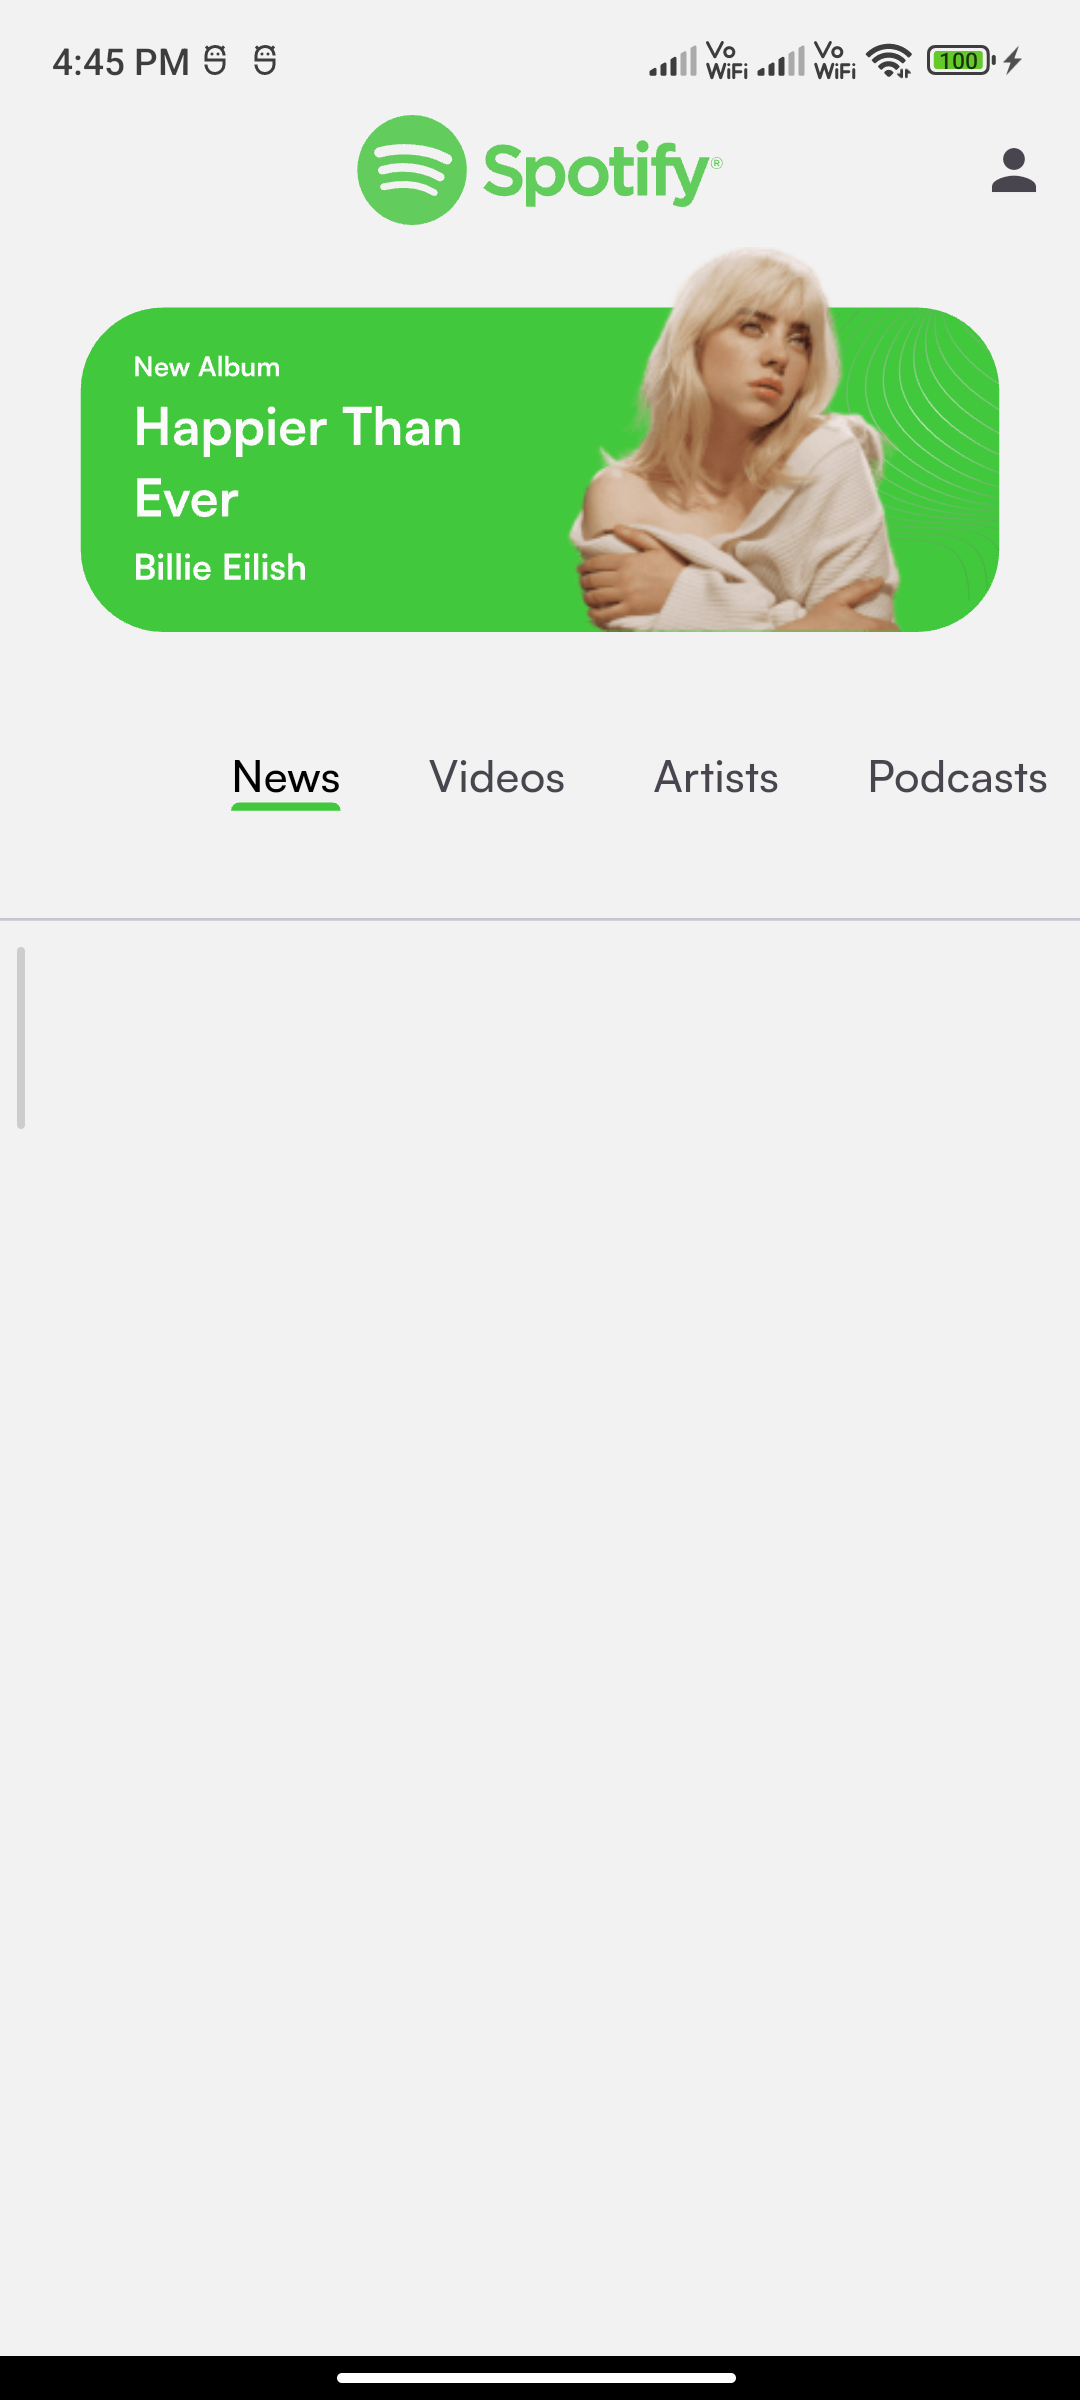 4:45 PM
Vo WiFi Vo WiFi 100
Spotify®
New Album
Happier Than
Ever
Billie Eilish
News Videos Artists Podcasts